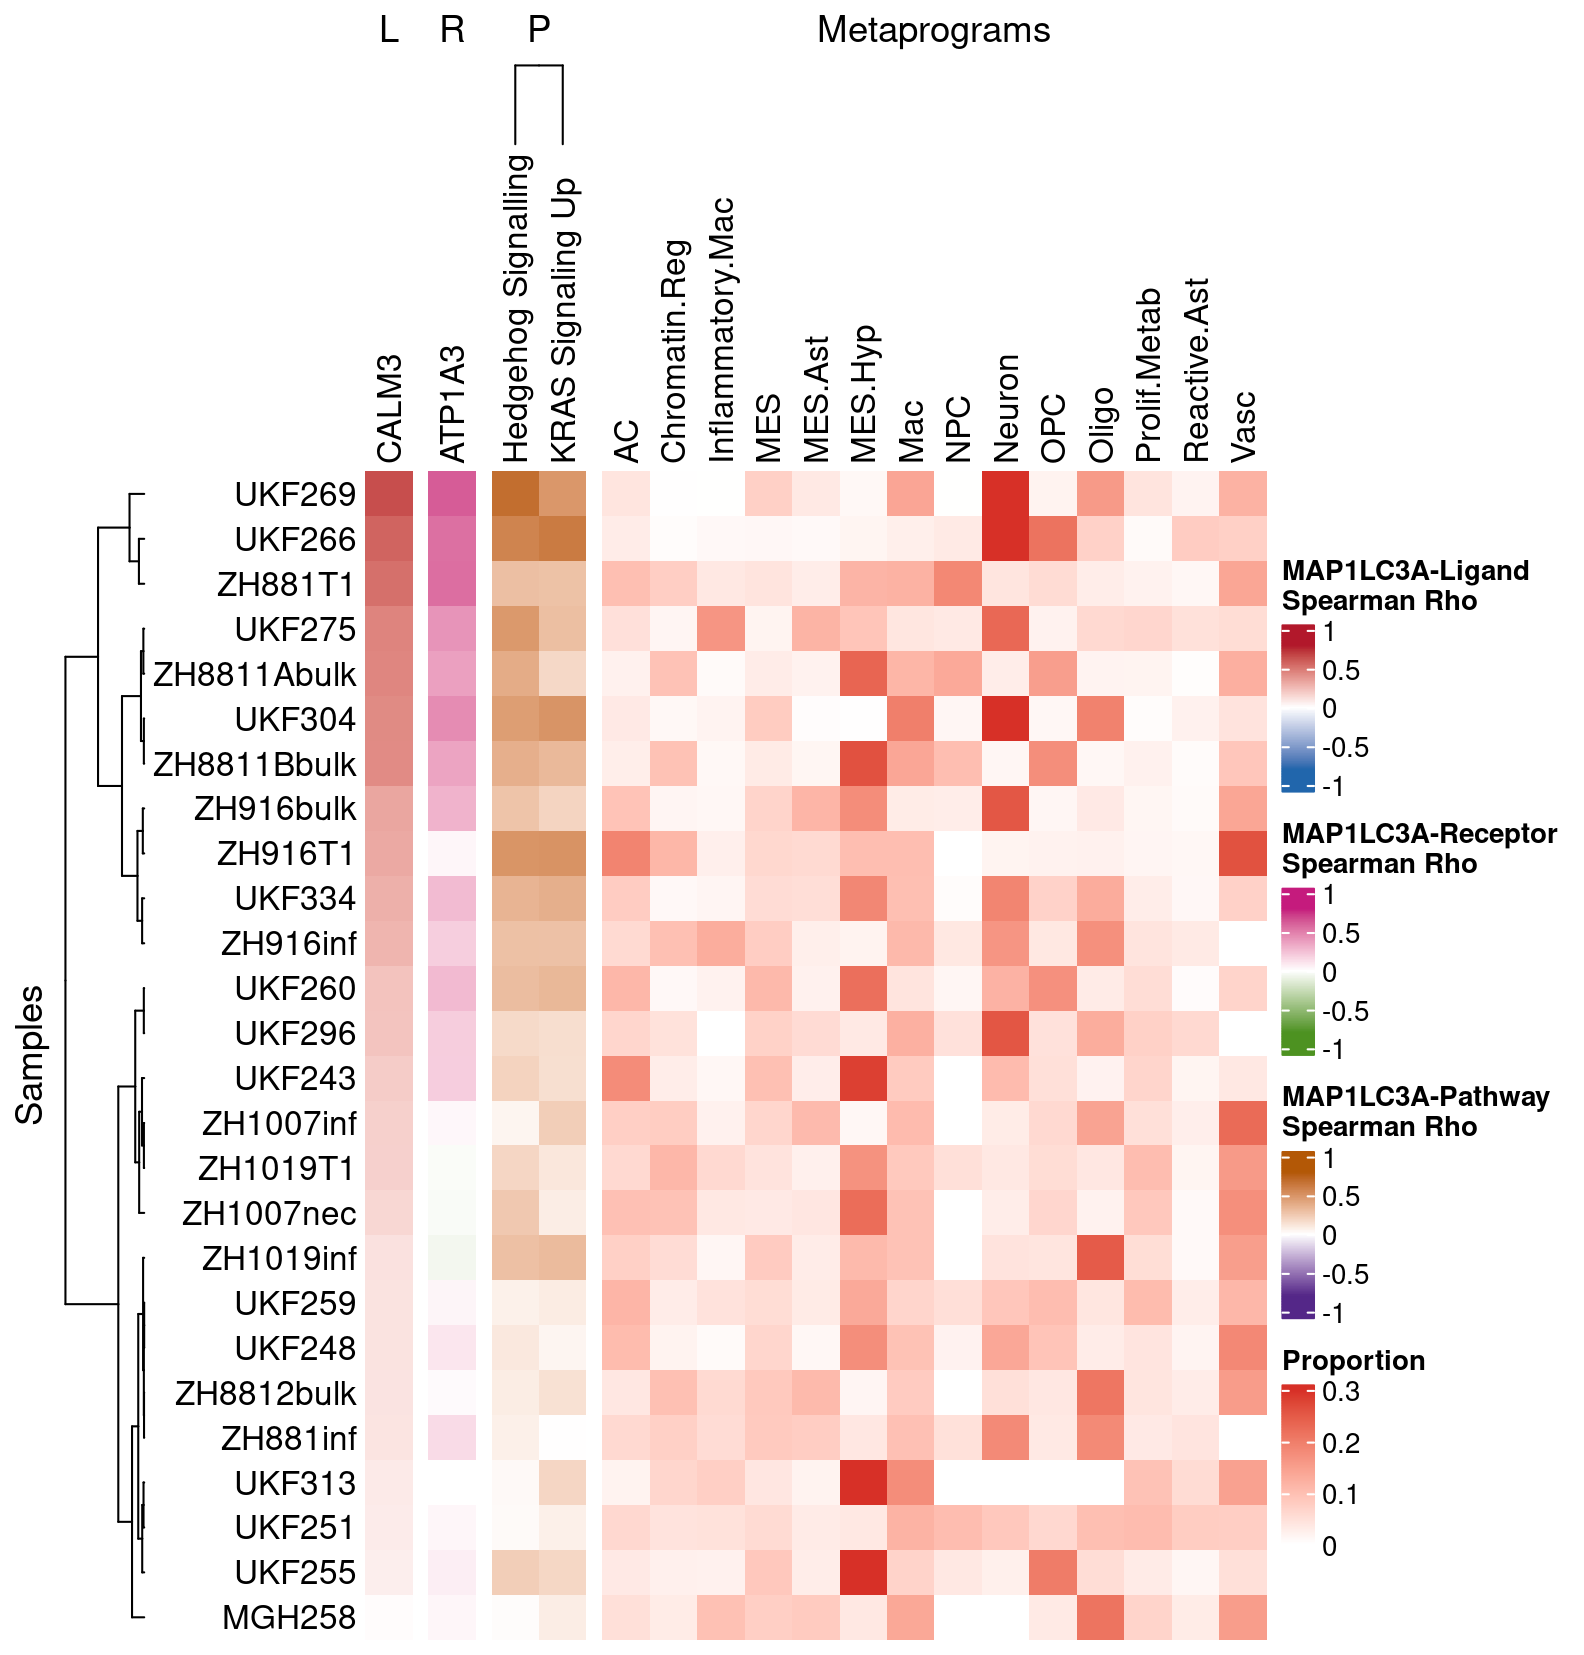 L R P Metaprograms
CALM3
ATP1A3
Hedgehog Signalling
KRAS Signaling Up
AC
Chromatin.Reg
Inflammatory.Mac
MES
MES.Ast
MES.Hyp
Mac
NPC
Neuron
OPC
Oligo
Prolif.Metab
Reactive.Ast
Vasc
Samples
UKF269
UKF266
ZH881T1
UKF275
ZH8811Abulk
UKF304
ZH8811Bbulk
ZH916bulk
ZH916T1
UKF334
ZH916inf
UKF260
UKF296
UKF243
ZH1007inf
ZH1019T1
ZH1007nec
ZH1019inf
UKF259
UKF248
ZH8812bulk
ZH881inf
UKF313
UKF251
UKF255
MGH258
MAP1LC3A-Ligand
Spearman Rho
1
0.5
0
-0.5
-1
MAP1LC3A-Receptor
Spearman Rho
1
0.5
0
-0.5
-1
MAP1LC3A-Pathway
Spearman Rho
1
0.5
0
-0.5
-1
Proportion
0.3
0.2
0.1
0